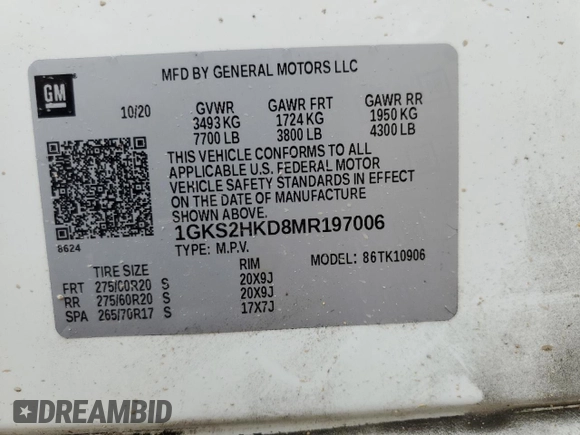 MFD BY GENERAL MOTORS LLC
GM
10/20 GVWR GAWR FRT GAWR RR
3493 KG 1724 KG 1950 KG
7700 LB 3800 LB 4300 LB
THIS VEHICLE CONFORMS TO ALL
APPLICABLE U.S. FEDERAL MOTOR
VEHICLE SAFETY STANDARDS IN EFFECT
ON THE DATE OF MANUFACTURE
SHOWN ABOVE.
8624
1GKS2HKD8MR197006
TYPE: M.P.V. MODEL: 86TK10906
TIRE SIZE RIM
FRT 275/60R20 S 20X9J
RR 275/60R20 S 20X9J
SPA 265/70R17 S 17X7J
DREAMBID